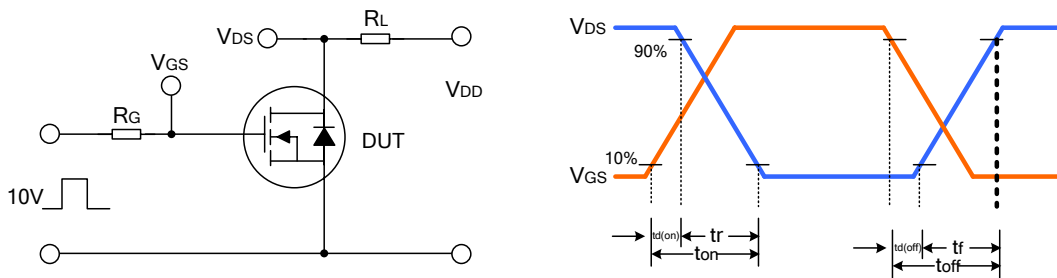 VDS
RL
VGS
RG
VDD
DUT
10V
VDS
90%
10%
VGS
td(on)
tr
ton
td(off)
tf
toff